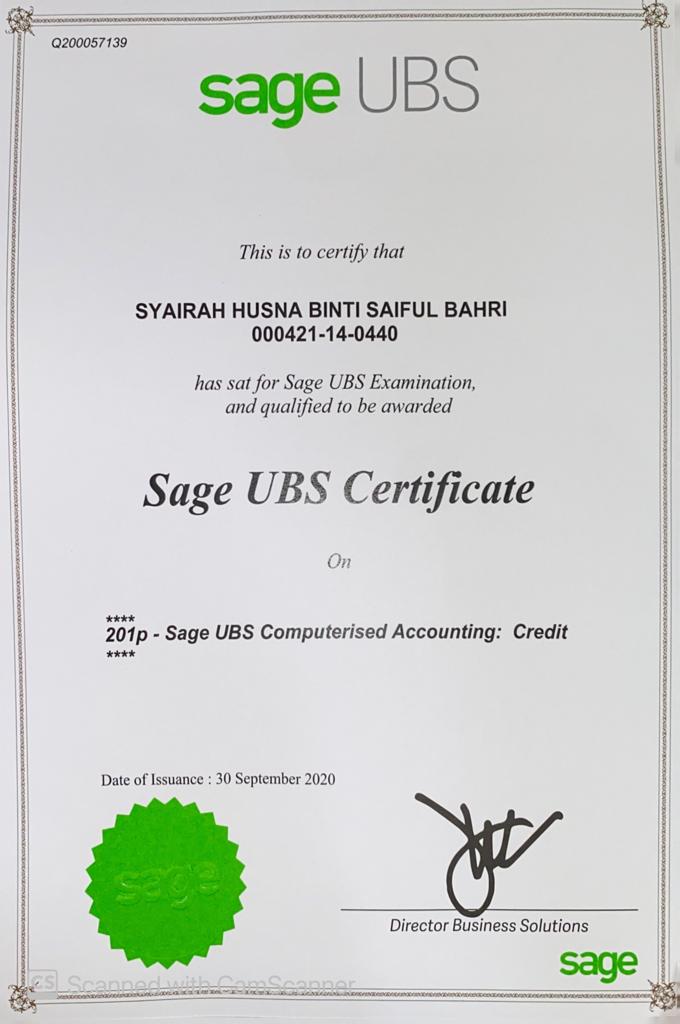 Q200057139
sage UBS
This is to certify that
SYAIRAH HUSNA BINTI SAIFUL BAHRI
000421-14-0440
has sat for Sage UBS Examination,
and qualified to be awarded
Sage UBS Certificate
On
****
201p - Sage UBS Computerised Accounting: Credit
****
Date of Issuance : 30 September 2020
sage
Director Business Solutions
sage
CS Scanned with CamScanner